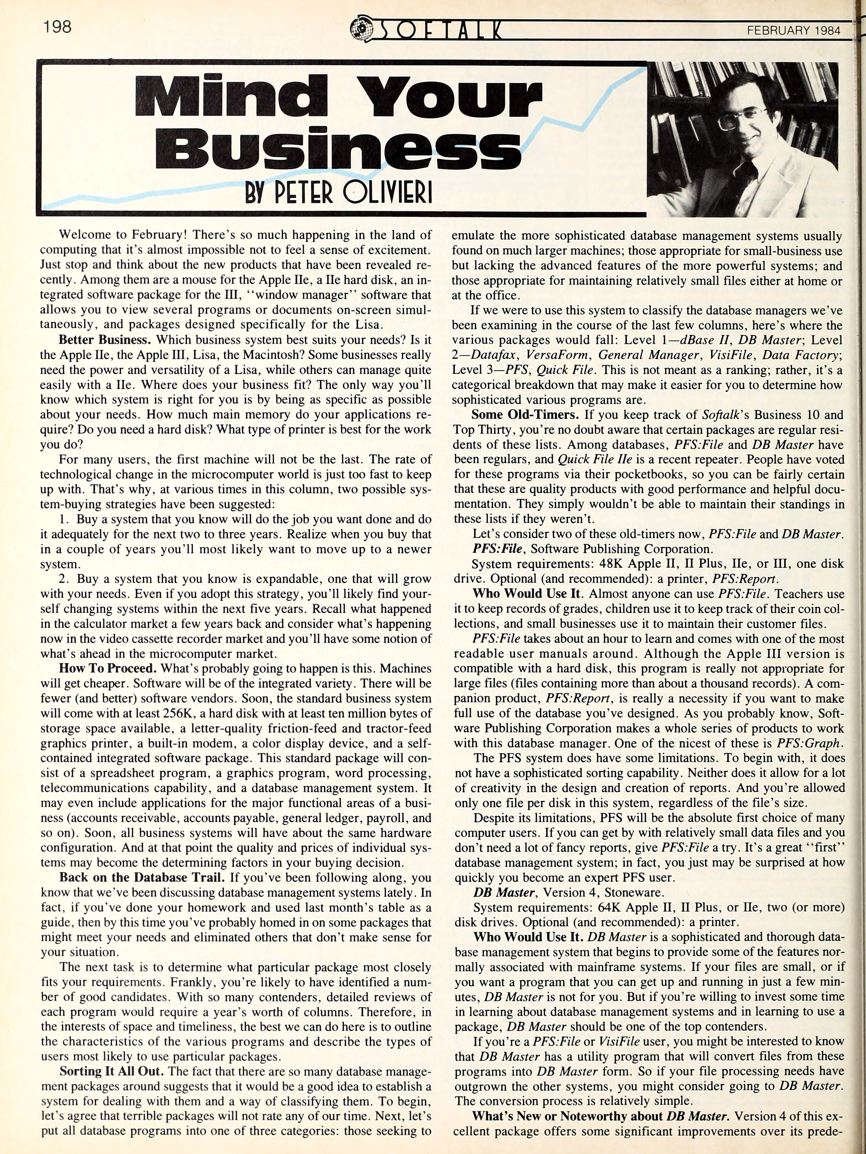 198
SOFTALK
FEBRUARY 1984
Mind Your
Business
BY PETER OLIVIERI
Welcome to February! There's so much happening in the land of
computing that it's almost impossible not to feel a sense of excitement.
Just stop and think about the new products that have been revealed re-
cently. Among them are a mouse for the Apple IIe, a IIe hard disk, an in-
tegrated software package for the III, ‘‘window manager’’ software that
allows you to view several programs or documents on-screen simul-
taneously, and packages designed specifically for the Lisa.
Better Business. Which business system best suits your needs? Is it
the Apple IIe, the Apple III, Lisa, the Macintosh? Some businesses really
need the power and versatility of a Lisa, while others can manage quite
easily with a IIe. Where does your business fit? The only way you'll
know which system is right for you is by being as specific as possible
about your needs. How much main memory do your applications re-
quire? Do you need a hard disk? What type of printer is best for the work
you do?
For many users, the first machine will not be the last. The rate of
technological change in the microcomputer world is just too fast to keep
up with. That's why, at various times in this column, two possible sys-
tem-buying strategies have been suggested:
1. Buy a system that you know will do the job you want done and do
it adequately for the next two to three years. Realize when you buy that
in a couple of years you'll most likely want to move up to a newer
system.
2. Buy a system that you know is expandable, one that will grow
with your needs. Even if you adopt this strategy, you'll likely find your-
self changing systems within the next five years. Recall what happened
in the calculator market a few years back and consider what's happening
now in the video cassette recorder market and you'll have some notion of
what's ahead in the microcomputer market.
How To Proceed. What's probably going to happen is this. Machines
will get cheaper. Software will be of the integrated variety. There will be
fewer (and better) software vendors. Soon, the standard business system
will come with at least 256K, a hard disk with at least ten million bytes of
storage space available, a letter-quality friction-feed and tractor-feed
graphics printer, a built-in modem, a color display device, and a self-
contained integrated software package. This standard package will con-
sist of a spreadsheet program, a graphics program, word processing,
telecommunications capability, and a database management system. It
may even include applications for the major functional areas of a busi-
ness (accounts receivable, accounts payable, general ledger, payroll, and
so on). Soon, all business systems will have about the same hardware
configuration. And at that point the quality and prices of individual sys-
tems may become the determining factors in your buying decision.
Back on the Database Trail. If you've been following along, you
know that we've been discussing database management systems lately. In
fact, if you've done your homework and used last month's table as a
guide, then by this time you've probably homed in on some packages that
might meet your needs and eliminated others that don't make sense for
your situation.
The next task is to determine what particular package most closely
fits your requirements. Frankly, you're likely to have identified a num-
ber of good candidates. With so many contenders, detailed reviews of
each program would require a year's worth of columns. Therefore, in
the interests of space and timeliness, the best we can do here is to outline
the characteristics of the various programs and describe the types of
users most likely to use particular packages.
Sorting It All Out. The fact that there are so many database manage-
ment packages around suggests that it would be a good idea to establish a
system for dealing with them and a way of classifying them. To begin,
let's agree that terrible packages will not rate any of our time. Next, let's
put all database programs into one of three categories: those seeking to
emulate the more sophisticated database management systems usually
found on much larger machines; those appropriate for small-business use
but lacking the advanced features of the more powerful systems; and
those appropriate for maintaining relatively small files either at home or
at the office.
If we were to use this system to classify the database managers we've
been examining in the course of the last few columns, here's where the
various packages would fall: Level 1—dBase II, DB Master; Level
2—Datafax, VersaForm, General Manager, VisiFile, Data Factory;
Level 3—PFS, Quick File. This is not meant as a ranking; rather, it's a
categorical breakdown that may make it easier for you to determine how
sophisticated various programs are.
Some Old-Timers. If you keep track of Softalk's Business 10 and
Top Thirty, you're no doubt aware that certain packages are regular resi-
dents of these lists. Among databases, PFS:File and DB Master have
been regulars, and Quick File IIe is a recent repeater. People have voted
for these programs via their pocketbooks, so you can be fairly certain
that these are quality products with good performance and helpful docu-
mentation. They simply wouldn't be able to maintain their standings in
these lists if they weren't.
Let's consider two of these old-timers now, PFS:File and DB Master.
PFS:File, Software Publishing Corporation.
System requirements: 48K Apple II, II Plus, IIe, or III, one disk
drive. Optional (and recommended): a printer, PFS:Report.
Who Would Use It. Almost anyone can use PFS:File. Teachers use
it to keep records of grades, children use it to keep track of their coin col-
lections, and small businesses use it to maintain their customer files.
PFS:File takes about an hour to learn and comes with one of the most
readable user manuals around. Although the Apple III version is
compatible with a hard disk, this program is really not appropriate for
large files (files containing more than about a thousand records). A com-
panion product, PFS:Report, is really a necessity if you want to make
full use of the database you've designed. As you probably know, Soft-
ware Publishing Corporation makes a whole series of products to work
with this database manager. One of the nicest of these is PFS:Graph.
The PFS system does have some limitations. To begin with, it does
not have a sophisticated sorting capability. Neither does it allow for a lot
of creativity in the design and creation of reports. And you're allowed
only one file per disk in this system, regardless of the file's size.
Despite its limitations, PFS will be the absolute first choice of many
computer users. If you can get by with relatively small data files and you
don't need a lot of fancy reports, give PFS:File a try. It's a great ‘‘first’’
database management system; in fact, you just may be surprised at how
quickly you become an expert PFS user.
DB Master, Version 4, Stoneware.
System requirements: 64K Apple II, II Plus, or IIe, two (or more)
disk drives. Optional (and recommended): a printer.
Who Would Use It. DB Master is a sophisticated and thorough data-
base management system that begins to provide some of the features nor-
mally associated with mainframe systems. If your files are small, or if
you want a program that you can get up and running in just a few min-
utes, DB Master is not for you. But if you're willing to invest some time
in learning about database management systems and in learning to use a
package, DB Master should be one of the top contenders.
If you're a PFS:File or VisiFile user, you might be interested to know
that DB Master has a utility program that will convert files from these
programs into DB Master form. So if your file processing needs have
outgrown the other systems, you might consider going to DB Master.
The conversion process is relatively simple.
What's New or Noteworthy about DB Master. Version 4 of this ex-
cellent package offers some significant improvements over its prede-